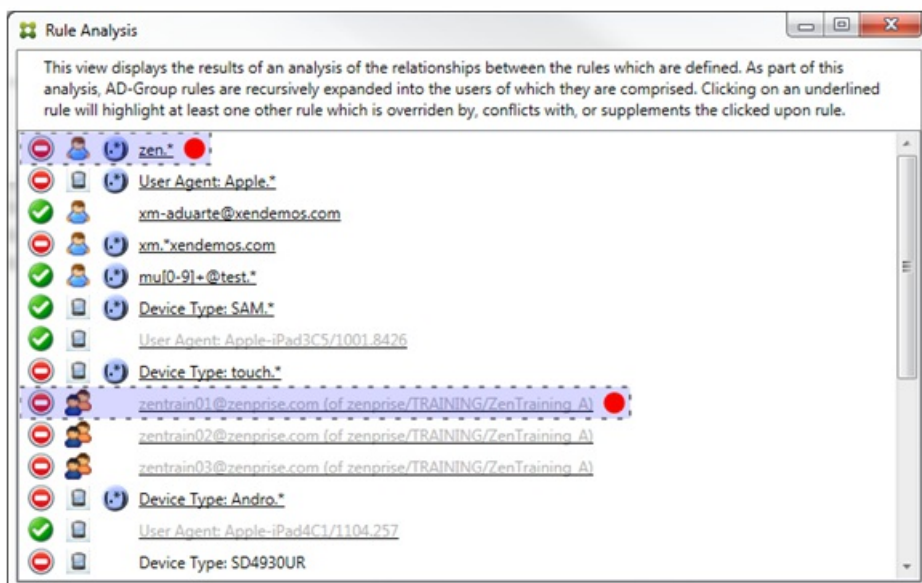 Rule Analysis
This view displays the results of an analysis of the relationships between the rules which are defined. As part of this
analysis, AD-Group rules are recursively expanded into the users of which they are comprised. Clicking on an underlined
rule will highlight at least one other rule which is overriden by, conflicts with, or supplements the clicked upon rule.
(.*) zen.*
(.*) User Agent: Apple.*
xm-aduarte@xendemos.com
(.*) xm.*xendemos.com
(.*) mu[0-9]+@test.*
(.*) Device Type: SAM.*
User Agent: Apple-iPad3C5/1001.8426
(.*) Device Type: touch.*
zentrain01@zenprise.com (of zenprise/TRAINING/ZenTraining_A)
zentrain02@zenprise.com (of zenprise/TRAINING/ZenTraining_A)
zentrain03@zenprise.com (of zenprise/TRAINING/ZenTraining_A)
(.*) Device Type: Andro.*
User Agent: Apple-iPad4C1/1104.257
Device Type: SD4930UR